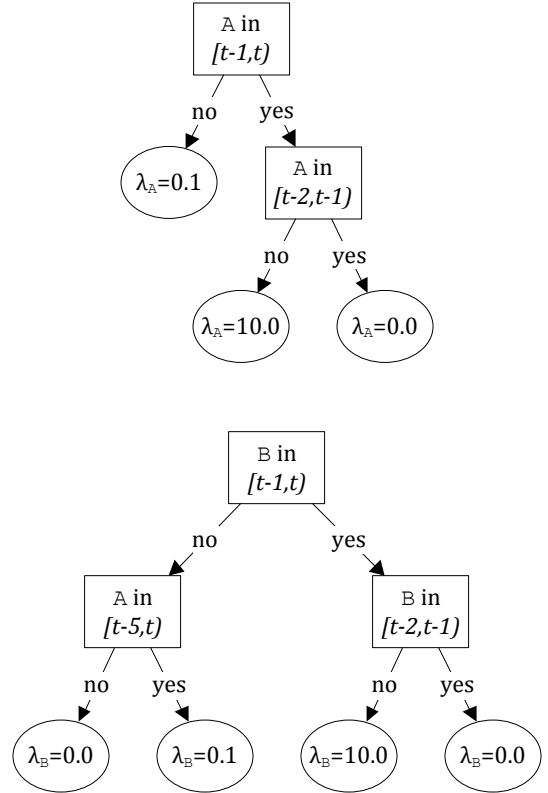 A in
[t-1,t)
no
yes
λA=0.1
A in
[t-2,t-1)
no
yes
λA=10.0
λA=0.0
B in
[t-1,t)
no
yes
A in
[t-5,t)
B in
[t-2,t-1)
no
yes
no
yes
λB=0.0
λB=0.1
λB=10.0
λB=0.0